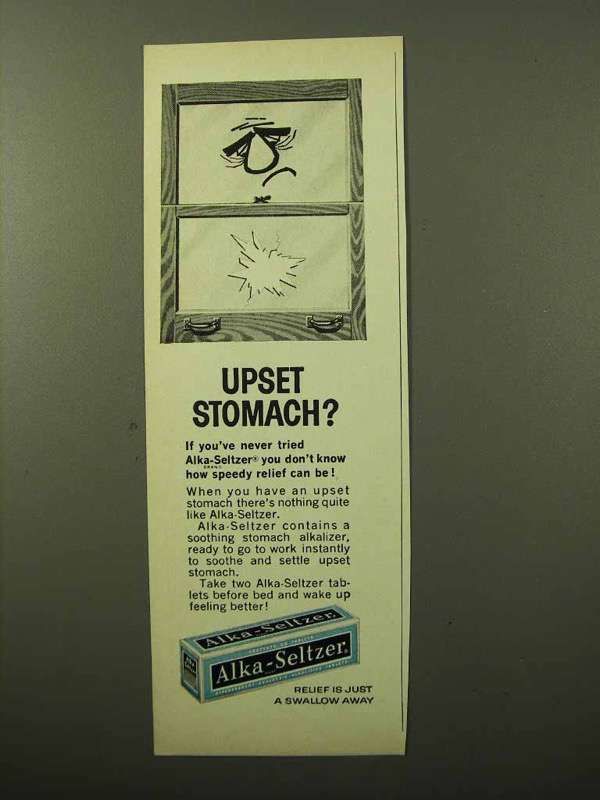 UPSET
STOMACH?
If you've never tried
Alka-Seltzer® you don't know
BRAND
how speedy relief can be!
When you have an upset
stomach there's nothing quite
like Alka-Seltzer.
Alka-Seltzer contains a
soothing stomach alkalizer,
ready to go to work instantly
to soothe and settle upset
stomach.
Take two Alka-Seltzer tab-
lets before bed and wake up
feeling better!
Alka-Seltzer
Alka-Seltzer®
RELIEF IS JUST
A SWALLOW AWAY